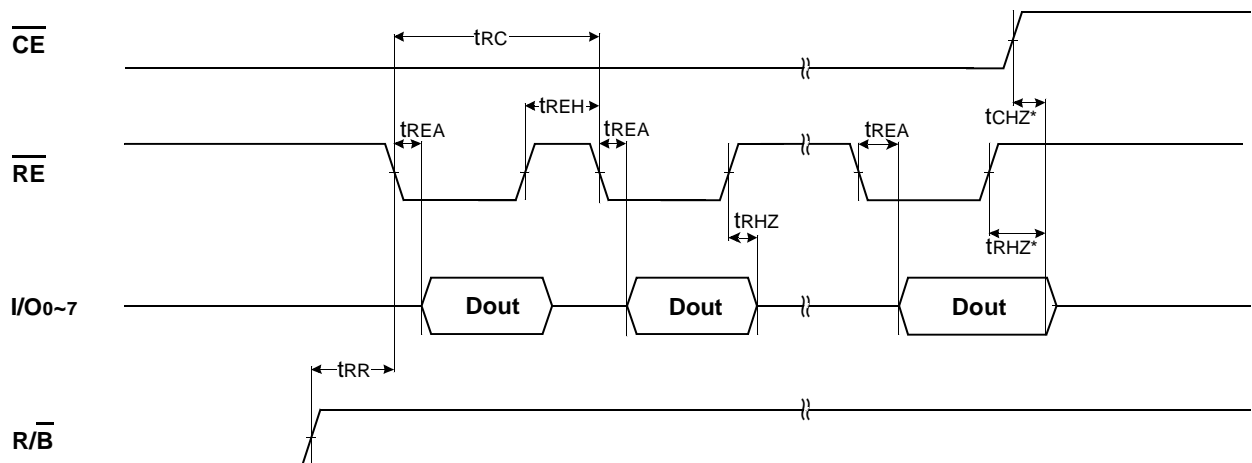 CE
tRC
tREH
tCHZ*
tREA
tREA
tREA
RE
tRHZ
tRHZ*
I/O0~7
Dout
Dout
Dout
tRR
R/B